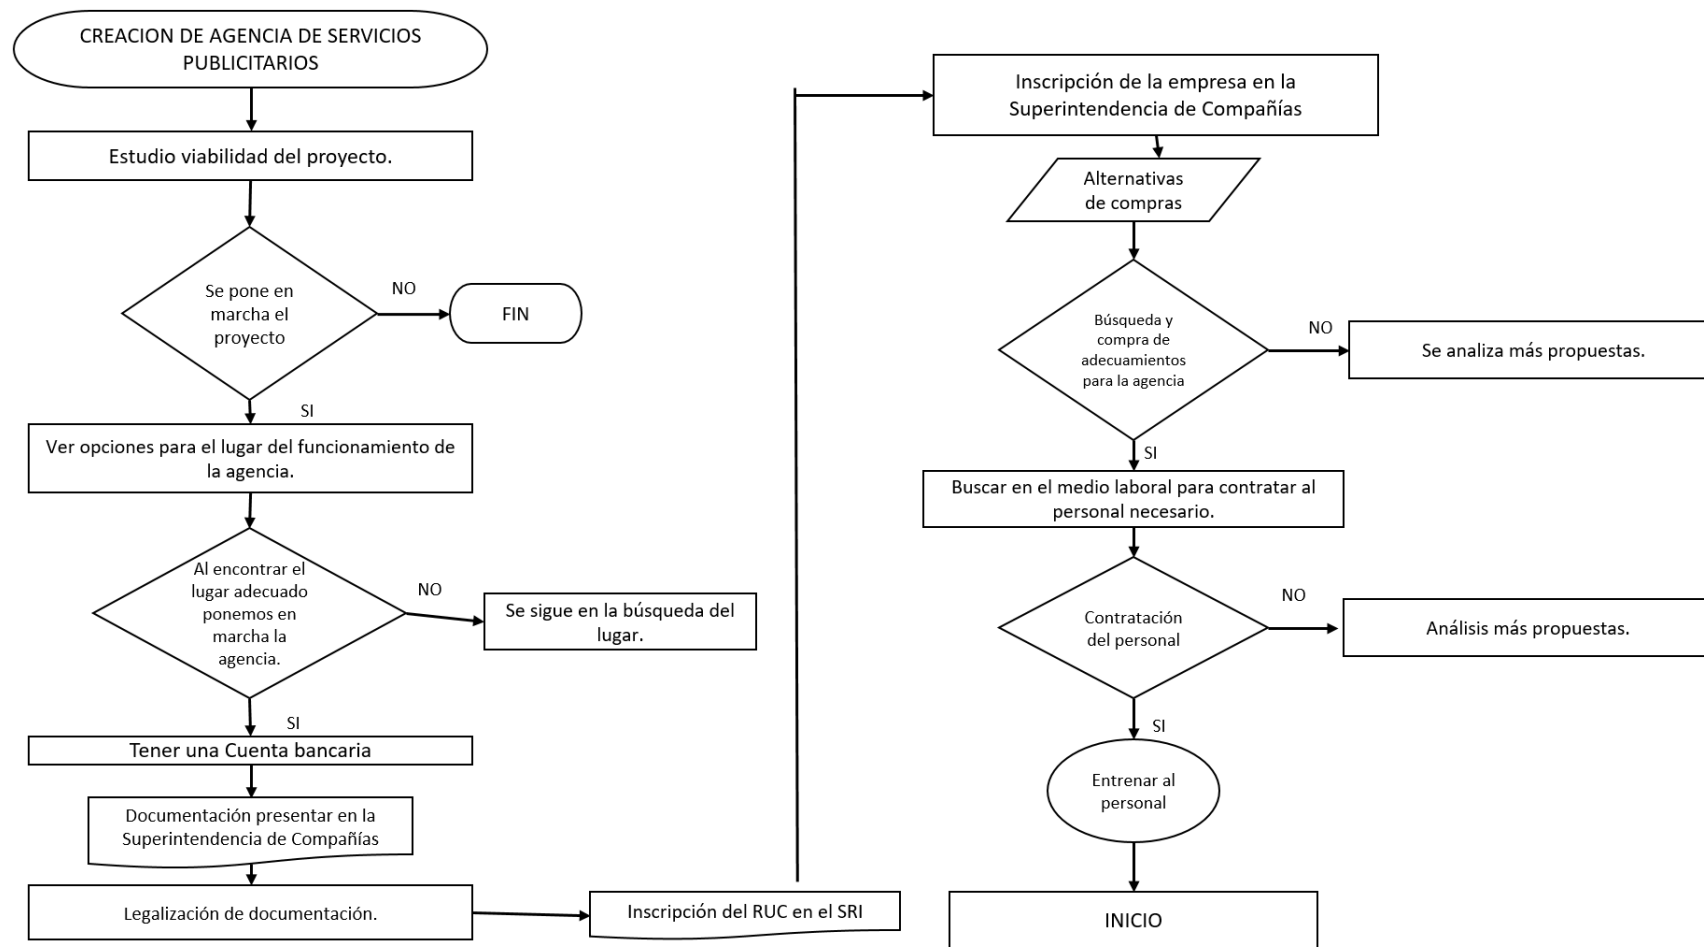 CREACION DE AGENCIA DE SERVICIOS
PUBLICITARIOS
Estudio viabilidad del proyecto.
Se pone en
marcha el
proyecto
NO
FIN
SI
Ver opciones para el lugar del funcionamiento de
la agencia.
Al encontrar el
lugar adecuado
ponemos en
marcha la
agencia.
NO
Se sigue en la búsqueda del
lugar.
SI
Tener una Cuenta bancaria
Documentación presentar en la
Superintendencia de Compañías
Legalización de documentación.
Inscripción del RUC en el SRI
Inscripción de la empresa en la
Superintendencia de Compañías
Alternativas
de compras
Búsqueda y
compra de
adecuamientos
para la agencia
NO
Se analiza más propuestas.
SI
Buscar en el medio laboral para contratar al
personal necesario.
Contratación
del personal
NO
Análisis más propuestas.
SI
Entrenar al
personal
INICIO